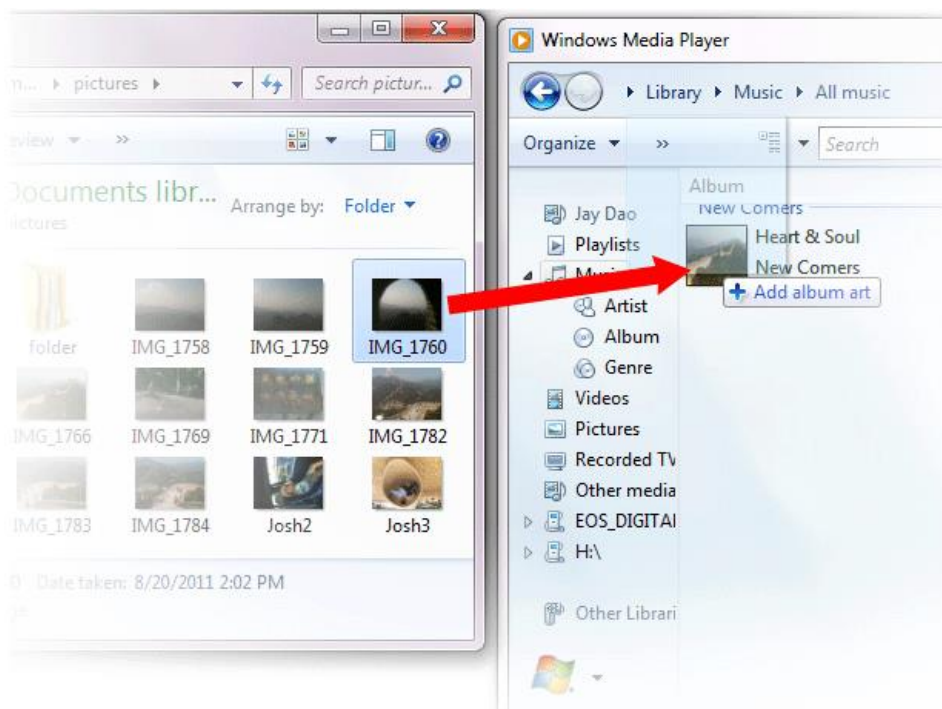 pictures
Search pictur...
eview
»
Documents libr...
pictures
Arrange by:
Folder
folder
IMG_1758
IMG_1759
IMG_1760
IMG_1766
IMG_1769
IMG_1771
IMG_1782
IMG_1783
IMG_1784
Josh2
Josh3
Date taken: 8/20/2011 2:02 PM
Windows Media Player
Library
Music
All music
Organize
»
Search
Album
Jay Dao
Playlists
Music
Artist
Album
Genre
Videos
Pictures
Recorded TV
Other media
EOS_DIGITAL
H:\
Other Librari
New Comers
Heart & Soul
New Comers
Add album art